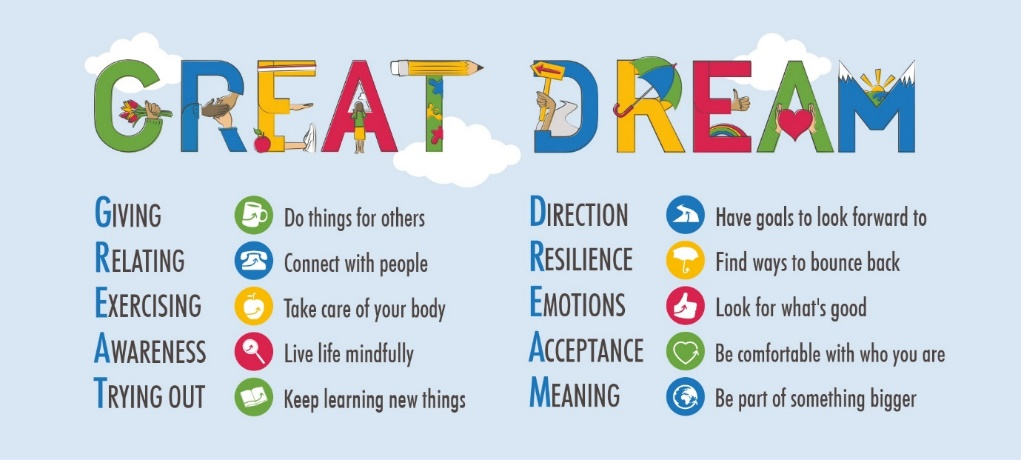 GREAT DREAM
GIVING
Do things for others
RELATING
Connect with people
EXERCISING
Take care of your body
AWARENESS
Live life mindfully
TRYING OUT
Keep learning new things
DIRECTION
Have goals to look forward to
RESILIENCE
Find ways to bounce back
EMOTIONS
Look for what's good
ACCEPTANCE
Be comfortable with who you are
MEANING
Be part of something bigger